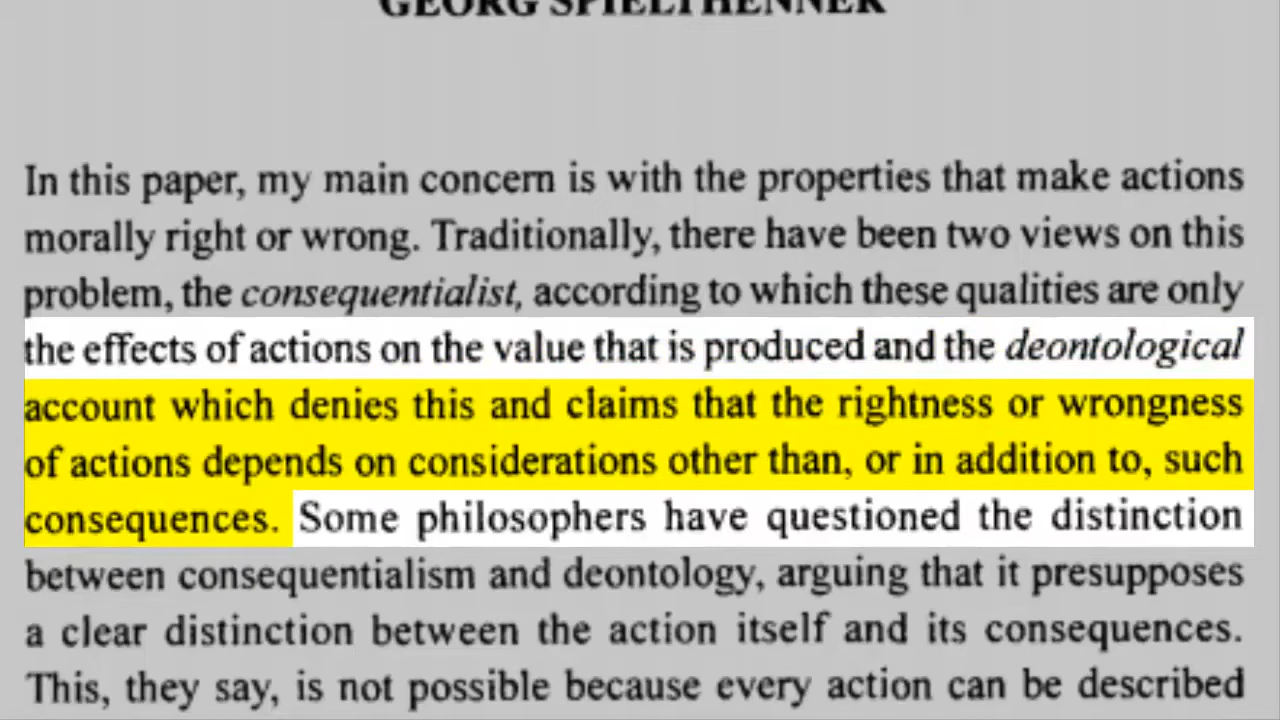 GEORG SPIELTHENNER
In this paper, my main concern is with the properties that make actions
morally right or wrong. Traditionally, there have been two views on this
problem, the consequentialist, according to which these qualities are only
the effects of actions on the value that is produced and the deontological
account which denies this and claims that the rightness or wrongness
of actions depends on considerations other than, or in addition to, such
consequences. Some philosophers have questioned the distinction
between consequentialism and deontology, arguing that it presupposes
a clear distinction between the action itself and its consequences.
This, they say, is not possible because every action can be described